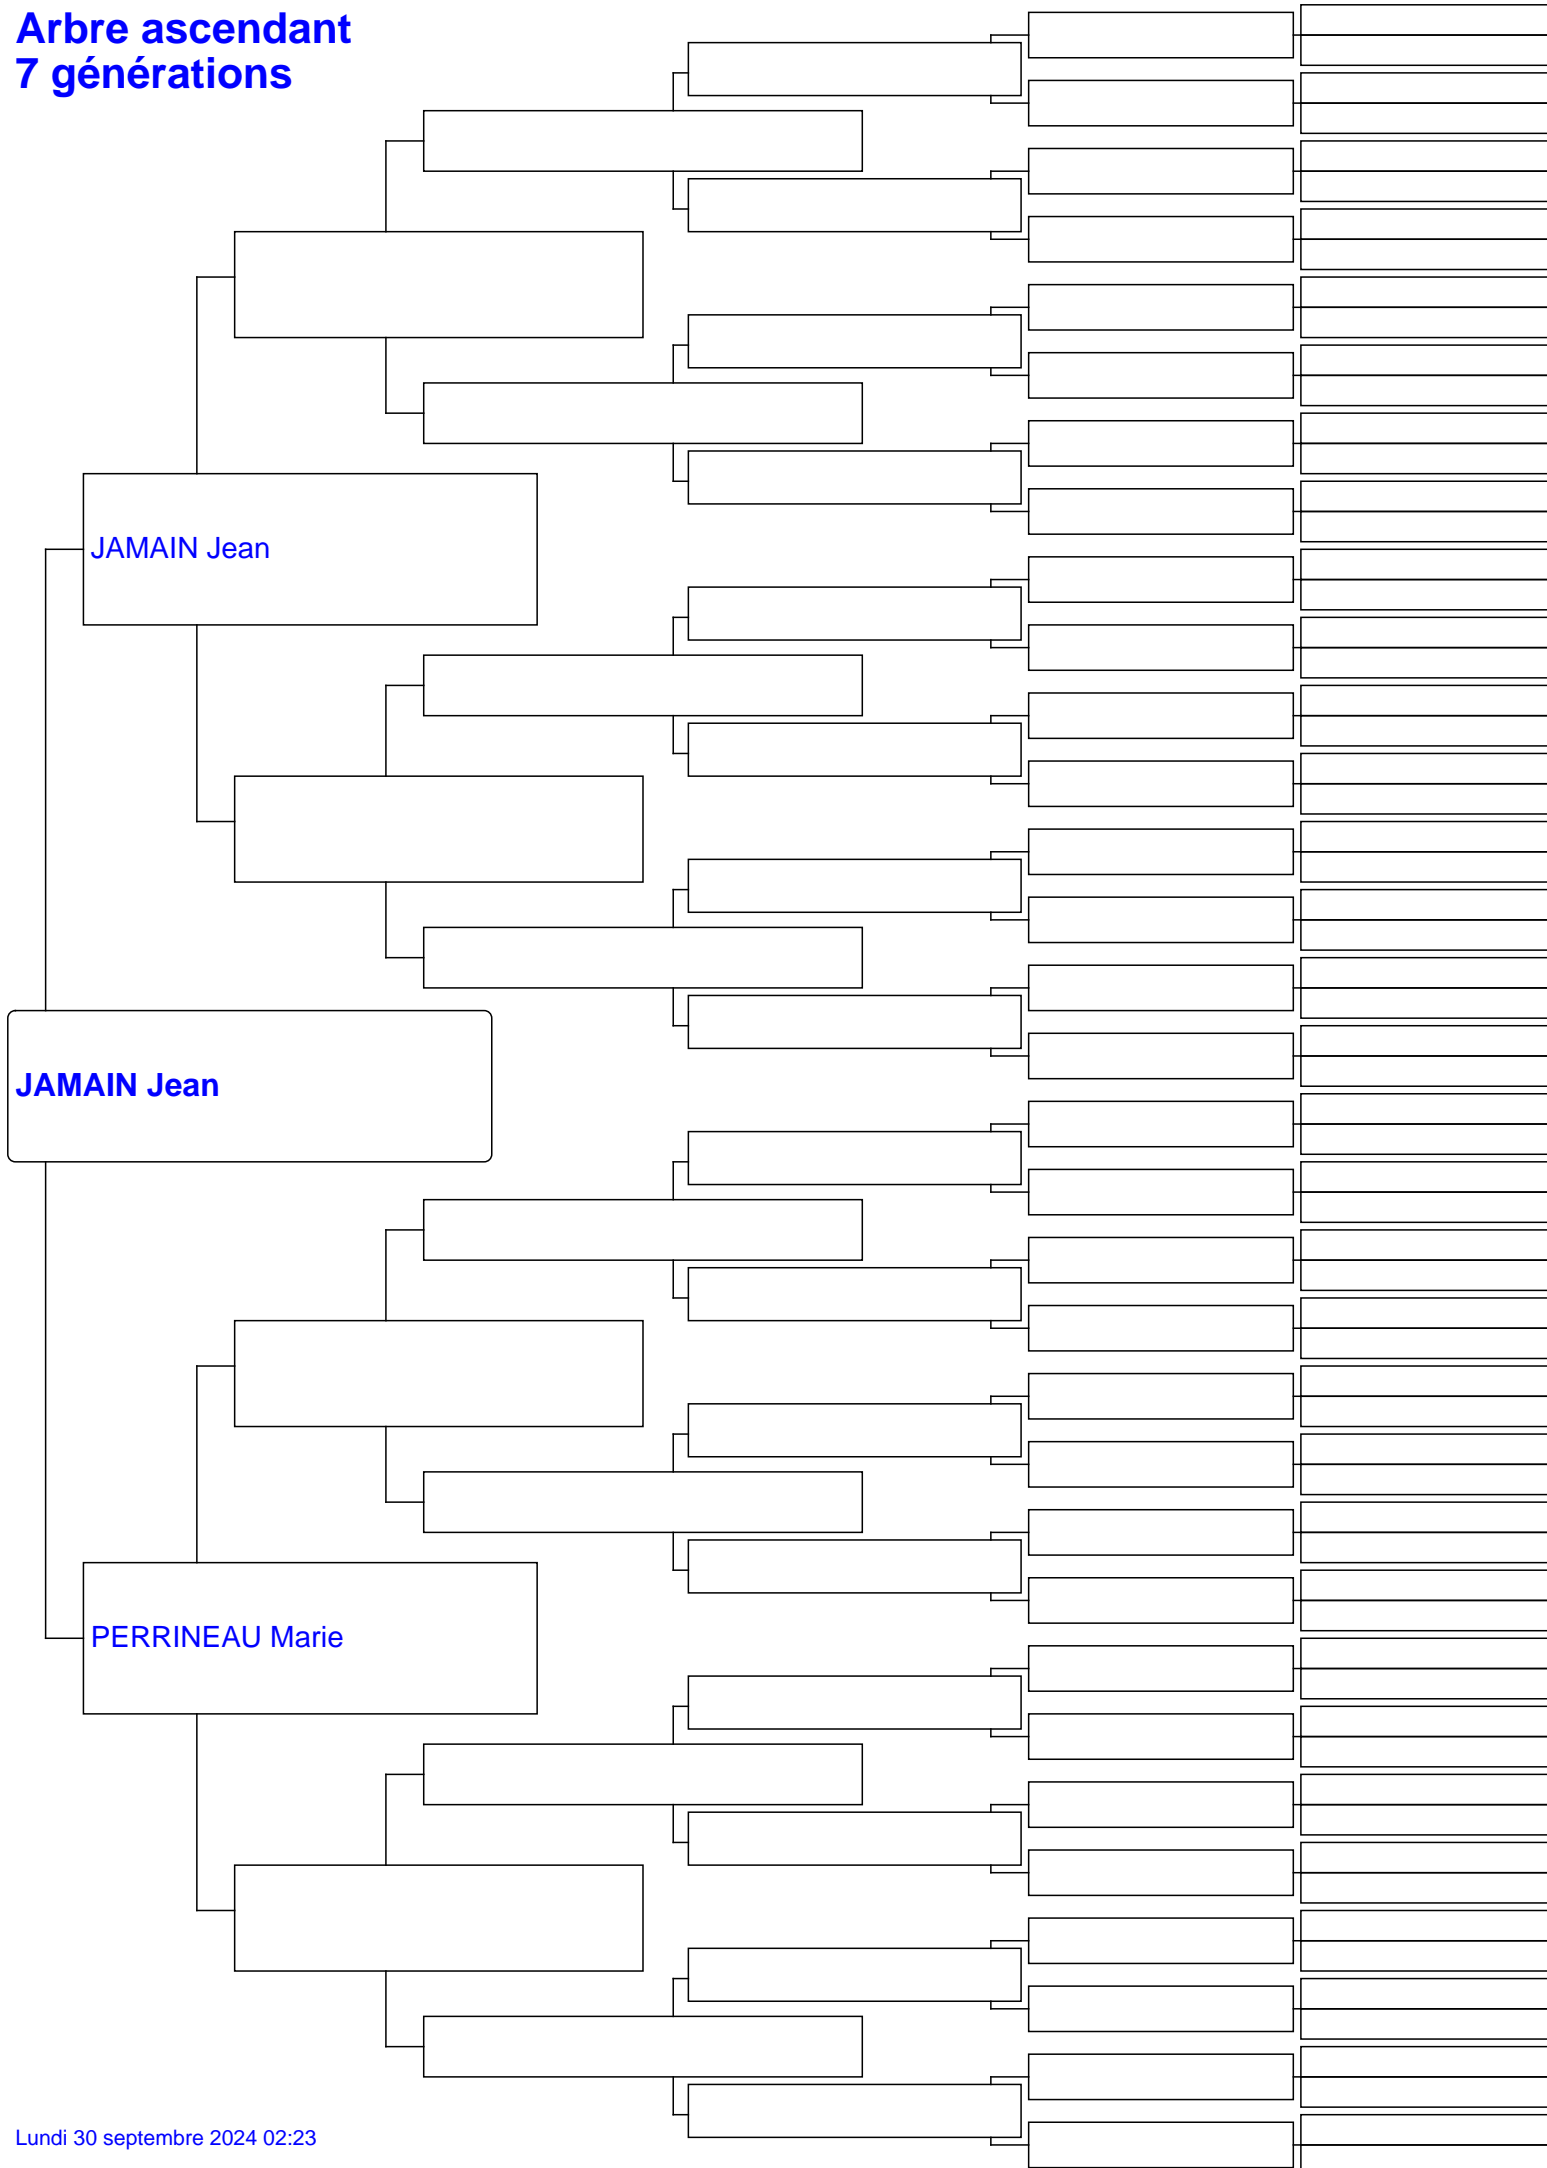 Arbre ascendant
7 générations
JAMAIN Jean
JAMAIN Jean
PERRINEAU Marie
Lundi 30 septembre 2024 02:23